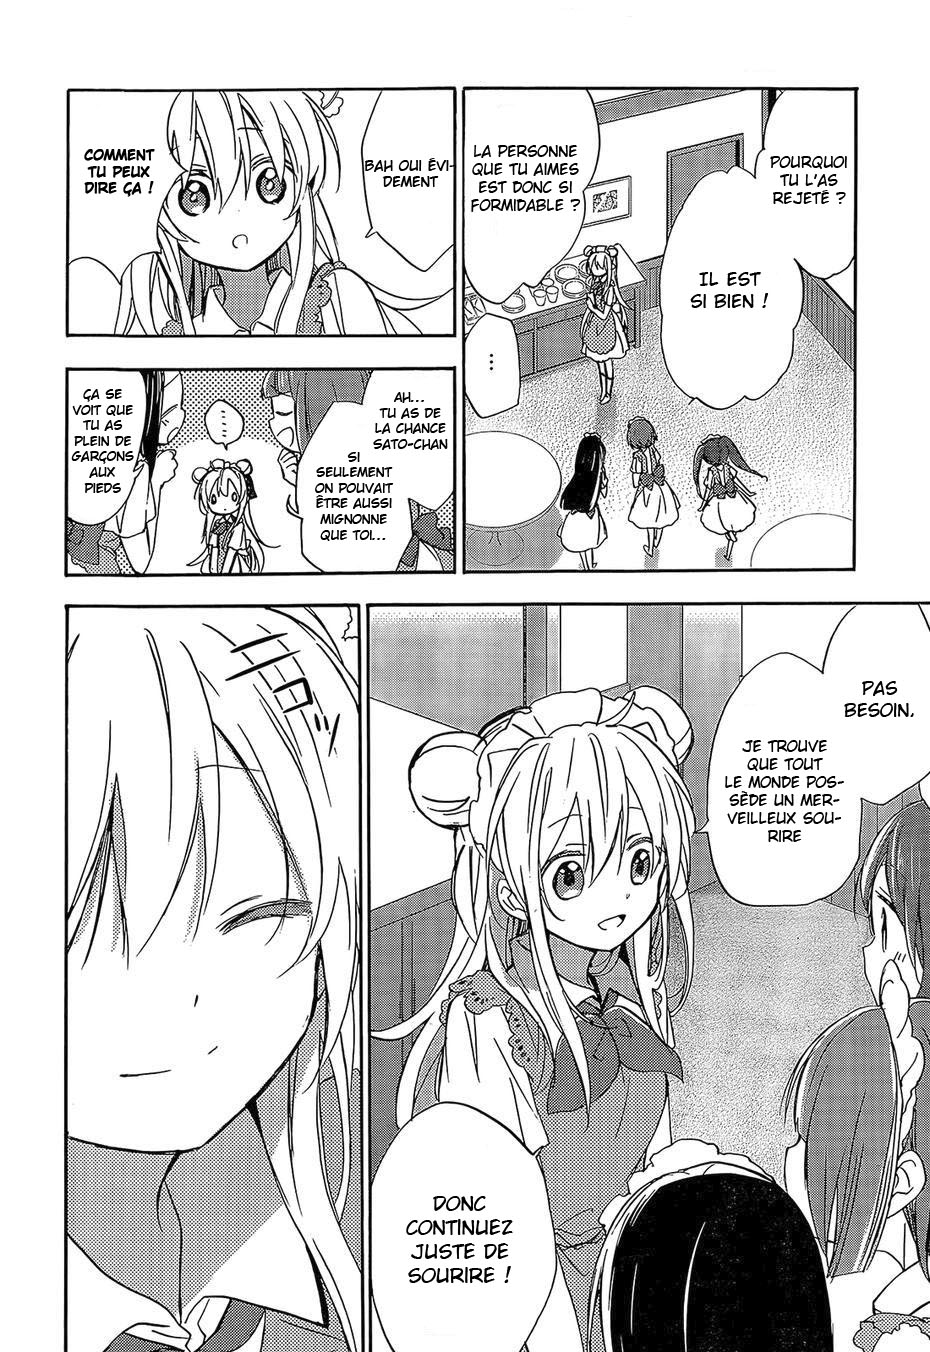 POURQUOI
TU L'AS
REJETÉ ?
IL EST
SI BIEN !
LA PERSONNE
QUE TU AIMES
EST DONC SI
FORMIDABLE ?
...
BAH OUI ÉVI-
DEMENT
COMMENT
TU PEUX
DIRE ÇA !
AH...
TU AS DE
LA CHANCE
SATO-CHAN
SI
SEULEMENT
ON POUVAIT
ÊTRE AUSSI
MIGNONNE
QUE TOI...
......
ÇA SE
VOIT QUE
TU AS
PLEIN DE
GARÇONS
AUX
PIEDS
PAS
BESOIN.
JE TROUVE
QUE TOUT
LE MONDE POS-
SÈDE UN MER-
VEILLEUX SOU-
RIRE
DONC
CONTINUEZ
JUSTE DE
SOURIRE !
ニコッ